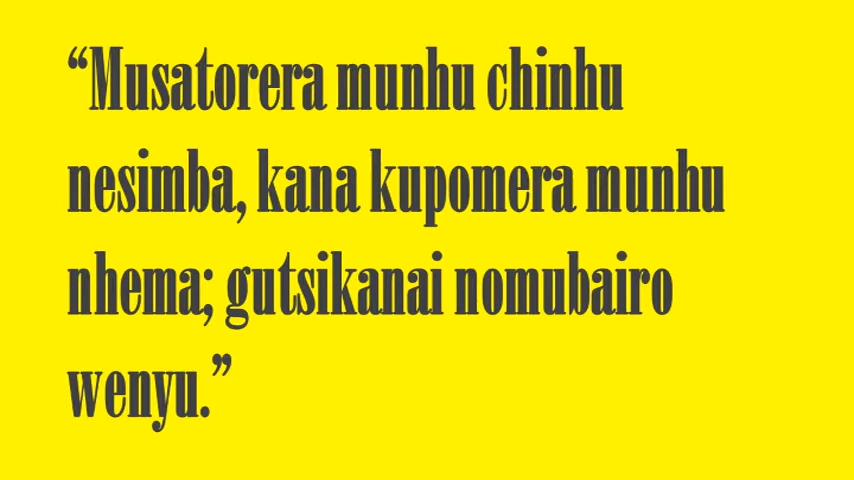 “Musatorera munhu chinhu
nesimba, kana kupomera munhu
nhema; gutsikanai nomubairo
wenyu.”